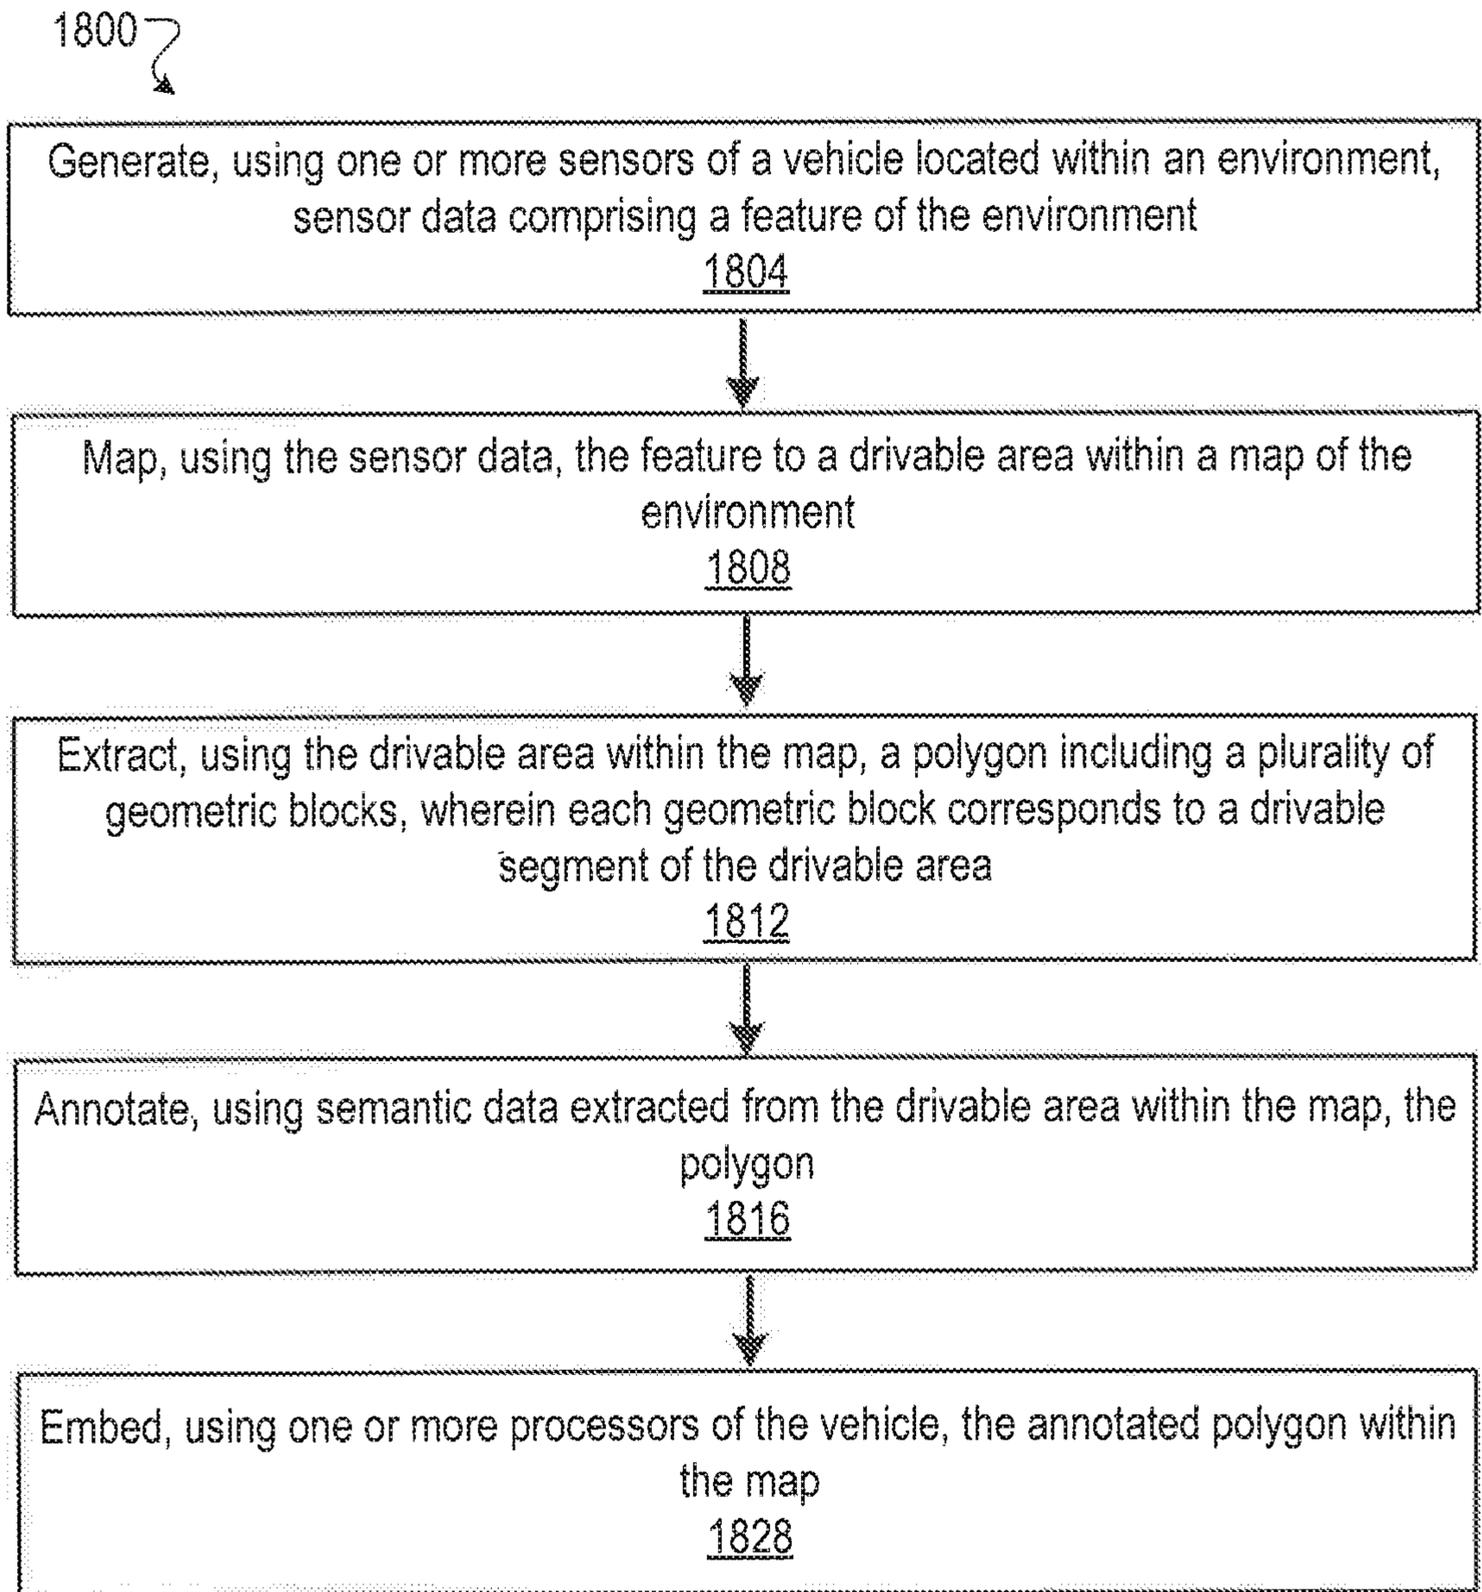 1800
Generate, using one or more sensors of a vehicle located within an environment,
sensor data comprising a feature of the environment
1804
Map, using the sensor data, the feature to a drivable area within a map of the
environment
1808
Extract, using the drivable area within the map, a polygon including a plurality of
geometric blocks, wherein each geometric block corresponds to a drivable
segment of the drivable area
1812
Annotate, using semantic data extracted from the drivable area within the map, the
polygon
1816
Embed, using one or more processors of the vehicle, the annotated polygon within
the map
1828